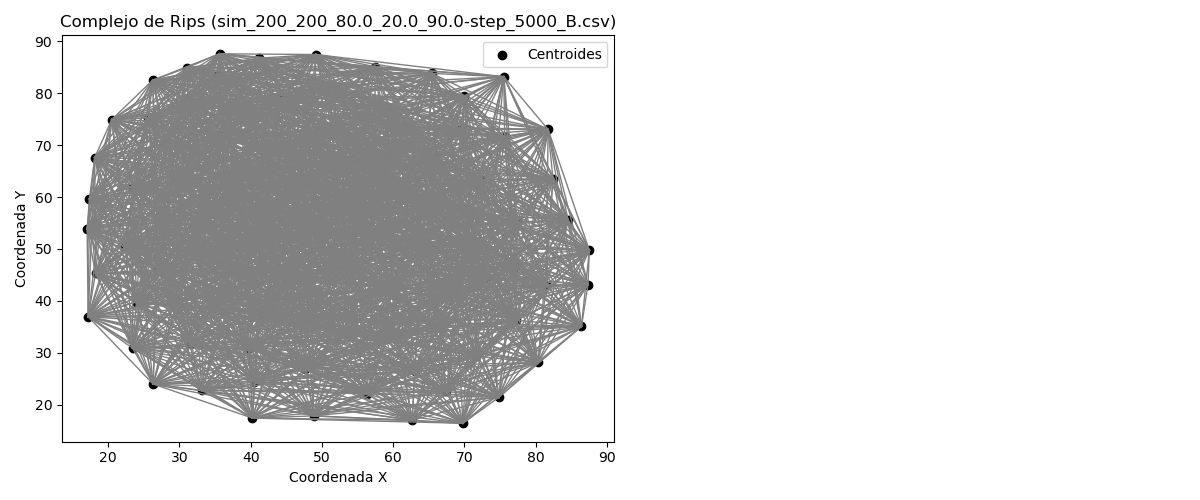 Complejo de Rips (sim_200_200_80.0_20.0_90.0-step_5000_B.csv)
Centroides
90
80
70
60
50
40
30
20
Coordenada Y
20 30 40 50 60 70 80 90
Coordenada X